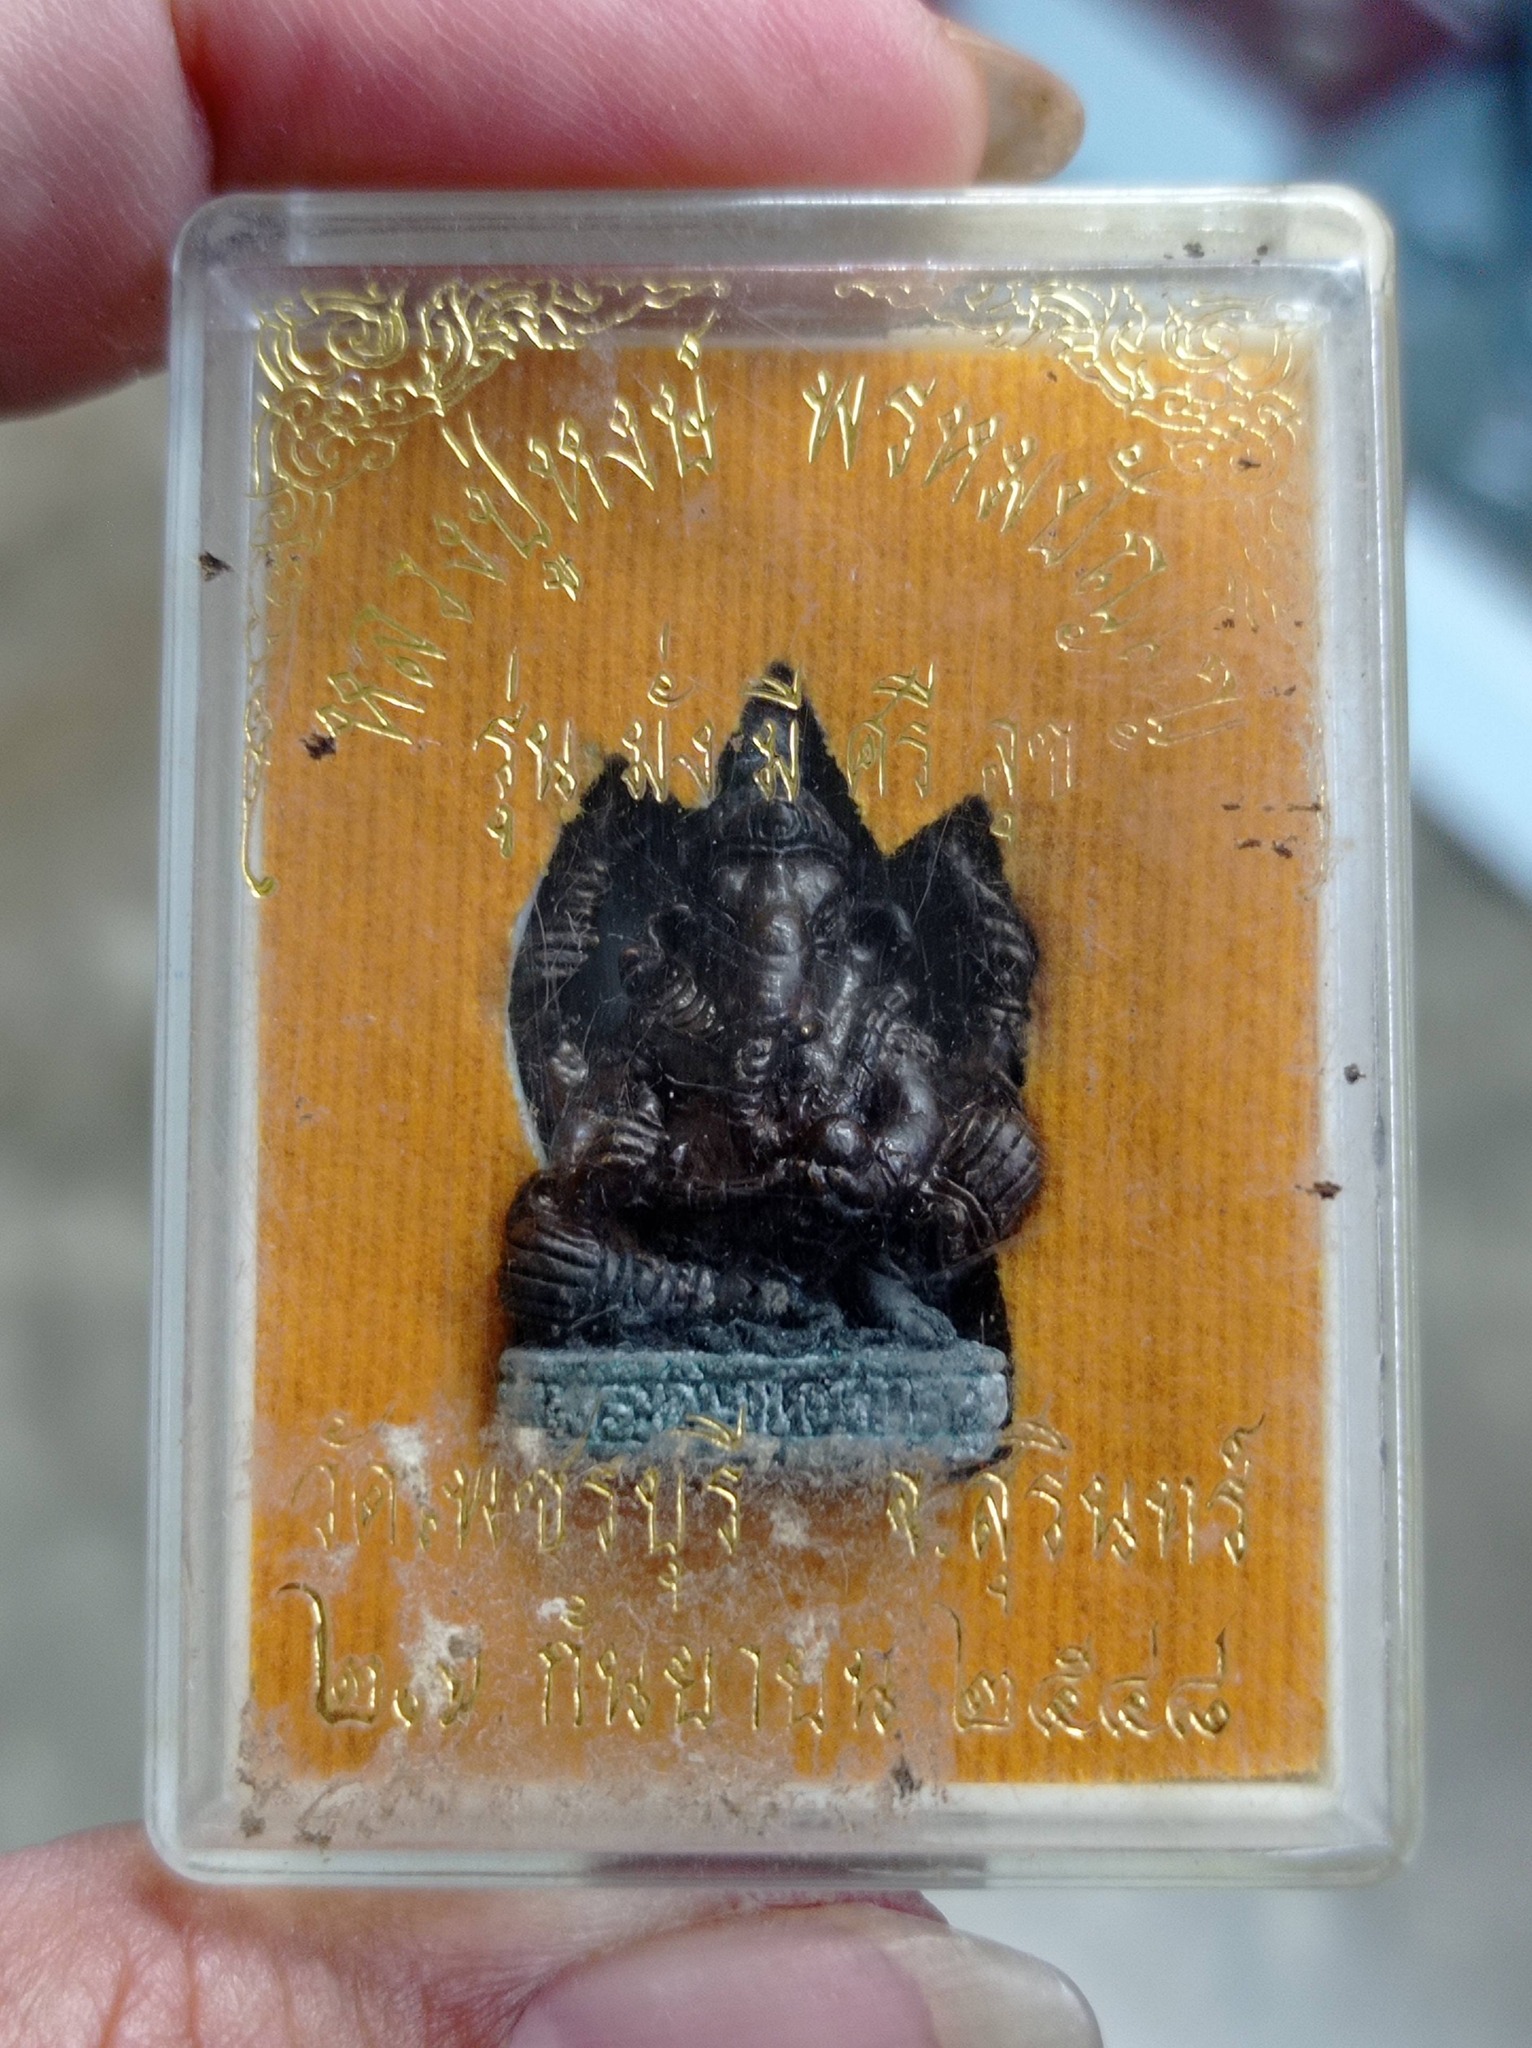 หลวงปู่หงษ์ พรหมปัญโญ
รุ่น มั่ง มี ศรี สุข
วัดเพชรบุรี จ.สุรินทร์
๒๗ กันยายน ๒๕๔๘